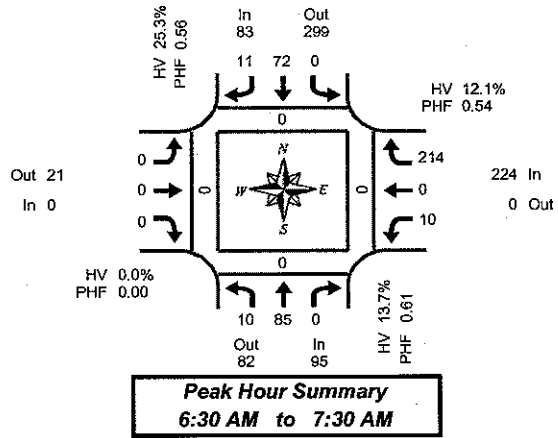 HV 25.3%
PHF 0.56
In
83
Out
299
11 72 0
HV 12.1%
PHF 0.54
0
0
0
0
214
0
10
Out 21
In 0
0
0
N
W E
S
224 In
0 Out
0
HV 0.0%
PHF 0.00
10 85 0
Out
82
In
95
HV 13.7%
PHF 0.61
Peak Hour Summary
6:30 AM to 7:30 AM